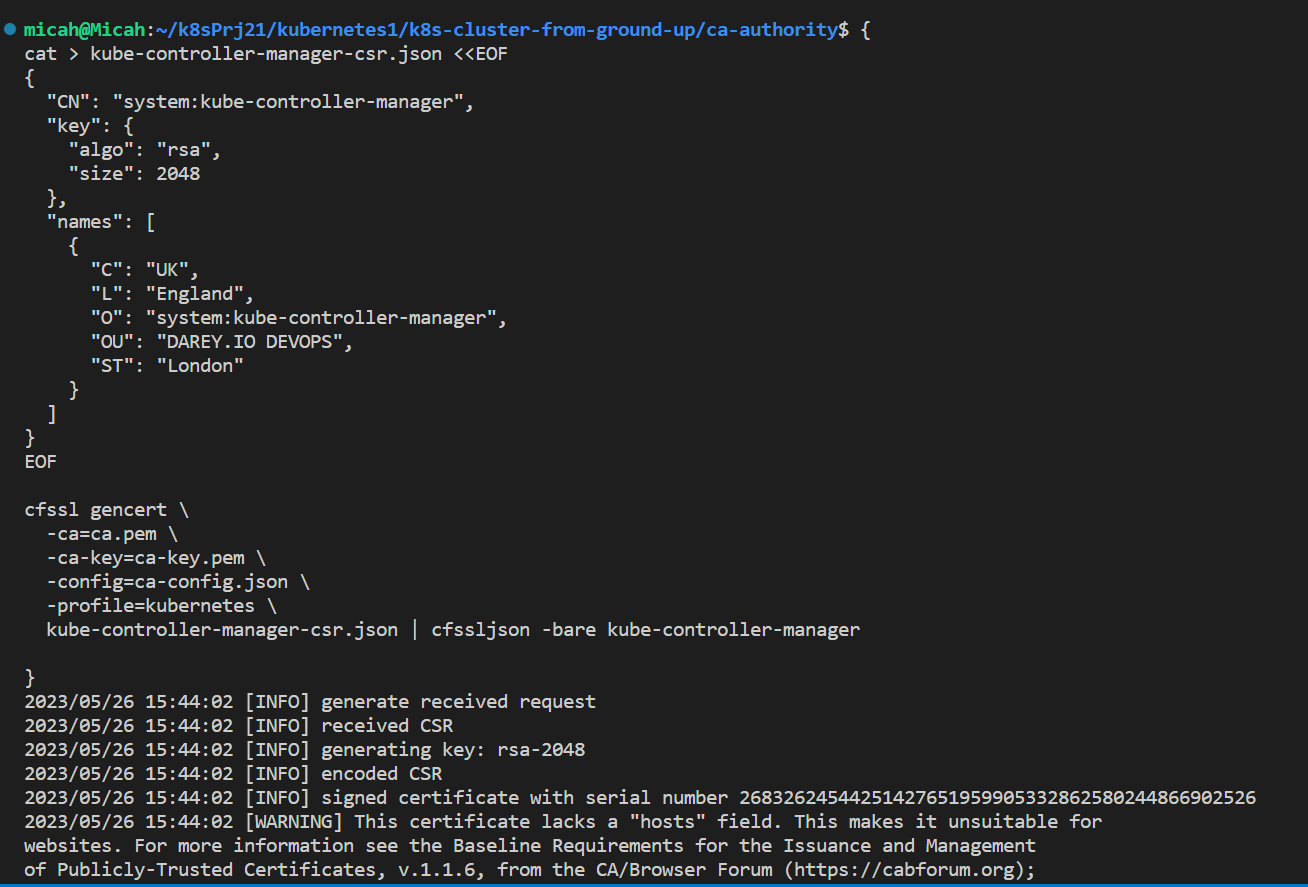 micah@Micah:~/k8sPrj21/kubernetes1/k8s-cluster-from-ground-up/ca-authority$ {
cat > kube-controller-manager-csr.json <<EOF
{
  "CN": "system:kube-controller-manager",
  "key": {
    "algo": "rsa",
    "size": 2048
  },
  "names": [
    {
      "C": "UK",
      "L": "England",
      "O": "system:kube-controller-manager",
      "OU": "DAREY.IO DEVOPS",
      "ST": "London"
    }
  ]
}
EOF

cfssl gencert \
  -ca=ca.pem \
  -ca-key=ca-key.pem \
  -config=ca-config.json \
  -profile=kubernetes \
  kube-controller-manager-csr.json | cfssljson -bare kube-controller-manager

}
2023/05/26 15:44:02 [INFO] generate received request
2023/05/26 15:44:02 [INFO] received CSR
2023/05/26 15:44:02 [INFO] generating key: rsa-2048
2023/05/26 15:44:02 [INFO] encoded CSR
2023/05/26 15:44:02 [INFO] signed certificate with serial number 268326245442514276519599053328625802448669​02526
2023/05/26 15:44:02 [WARNING] This certificate lacks a "hosts" field. This makes it unsuitable for
websites. For more information see the Baseline Requirements for the Issuance and Management
of Publicly-Trusted Certificates, v.1.1.6, from the CA/Browser Forum (https://cabforum.org);